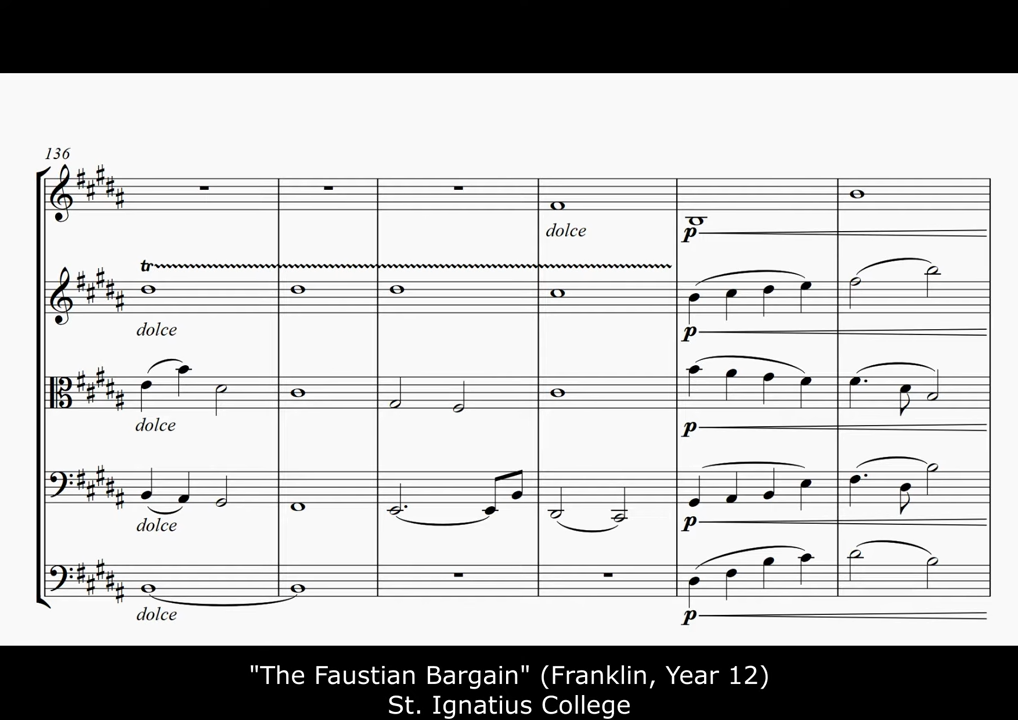 136
dolce
p
tr
dolce
p
dolce
p
dolce
p
dolce
p
"The Faustian Bargain" (Franklin, Year 12)
St. Ignatius College